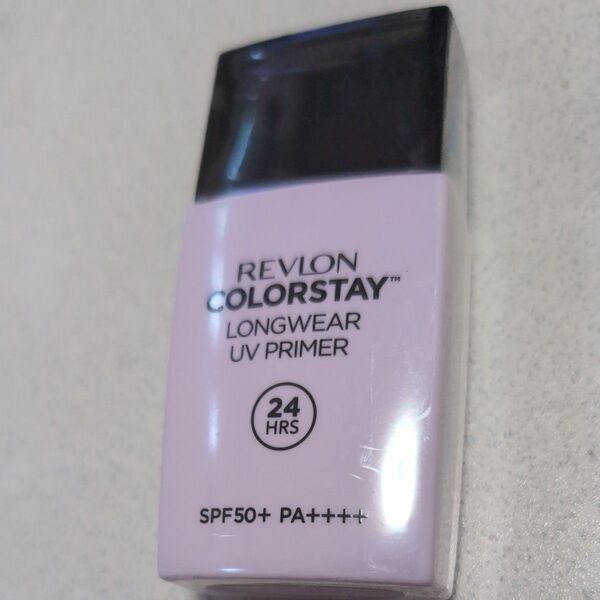 REVLON
COLORSTAY™
LONGWEAR
UV PRIMER
24
HRS
SPF50+ PA++++